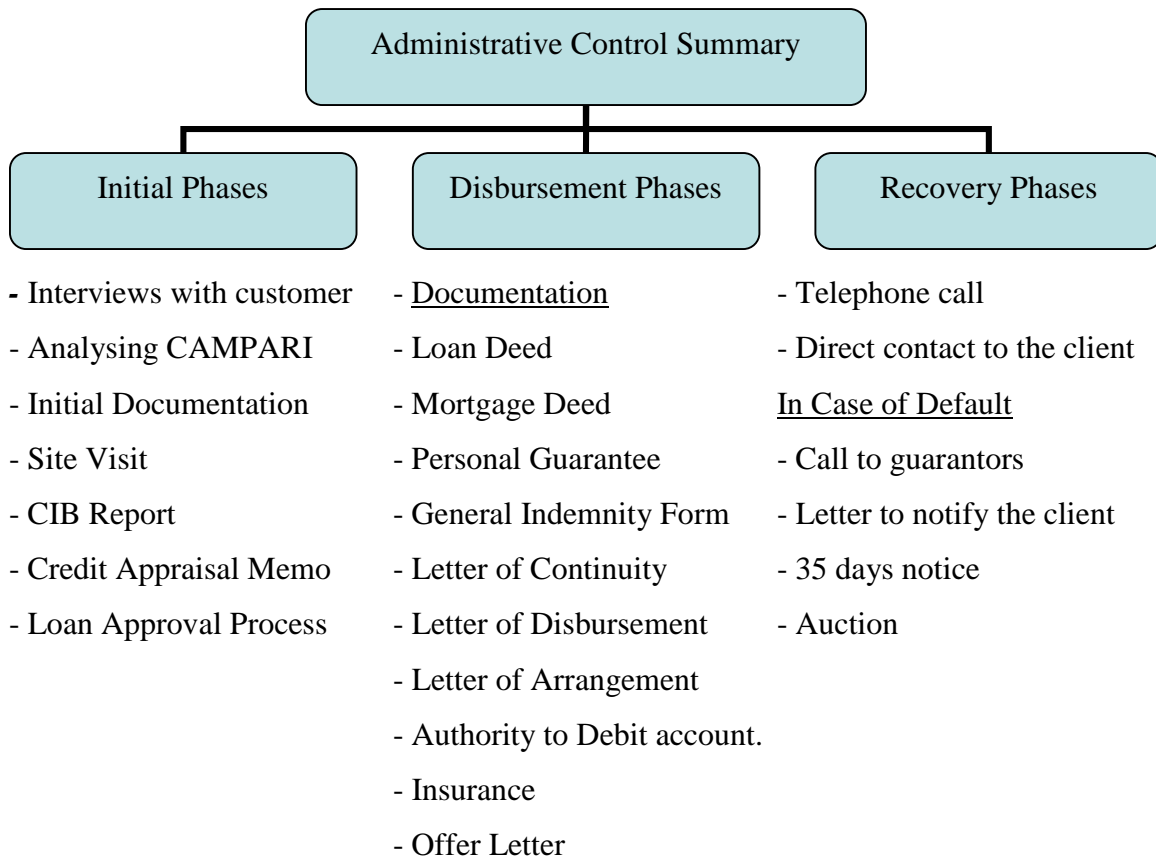 Administrative Control Summary
Initial Phases
- Interviews with customer
- Analysing CAMPARI
- Initial Documentation
- Site Visit
- CIB Report
- Credit Appraisal Memo
- Loan Approval Process
Disbursement Phases
- Documentation
- Loan Deed
- Mortgage Deed
- Personal Guarantee
- General Indemnity Form
- Letter of Continuity
- Letter of Disbursement
- Letter of Arrangement
- Authority to Debit account.
- Insurance
- Offer Letter
Recovery Phases
- Telephone call
- Direct contact to the client
In Case of Default
- Call to guarantors
- Letter to notify the client
- 35 days notice
- Auction